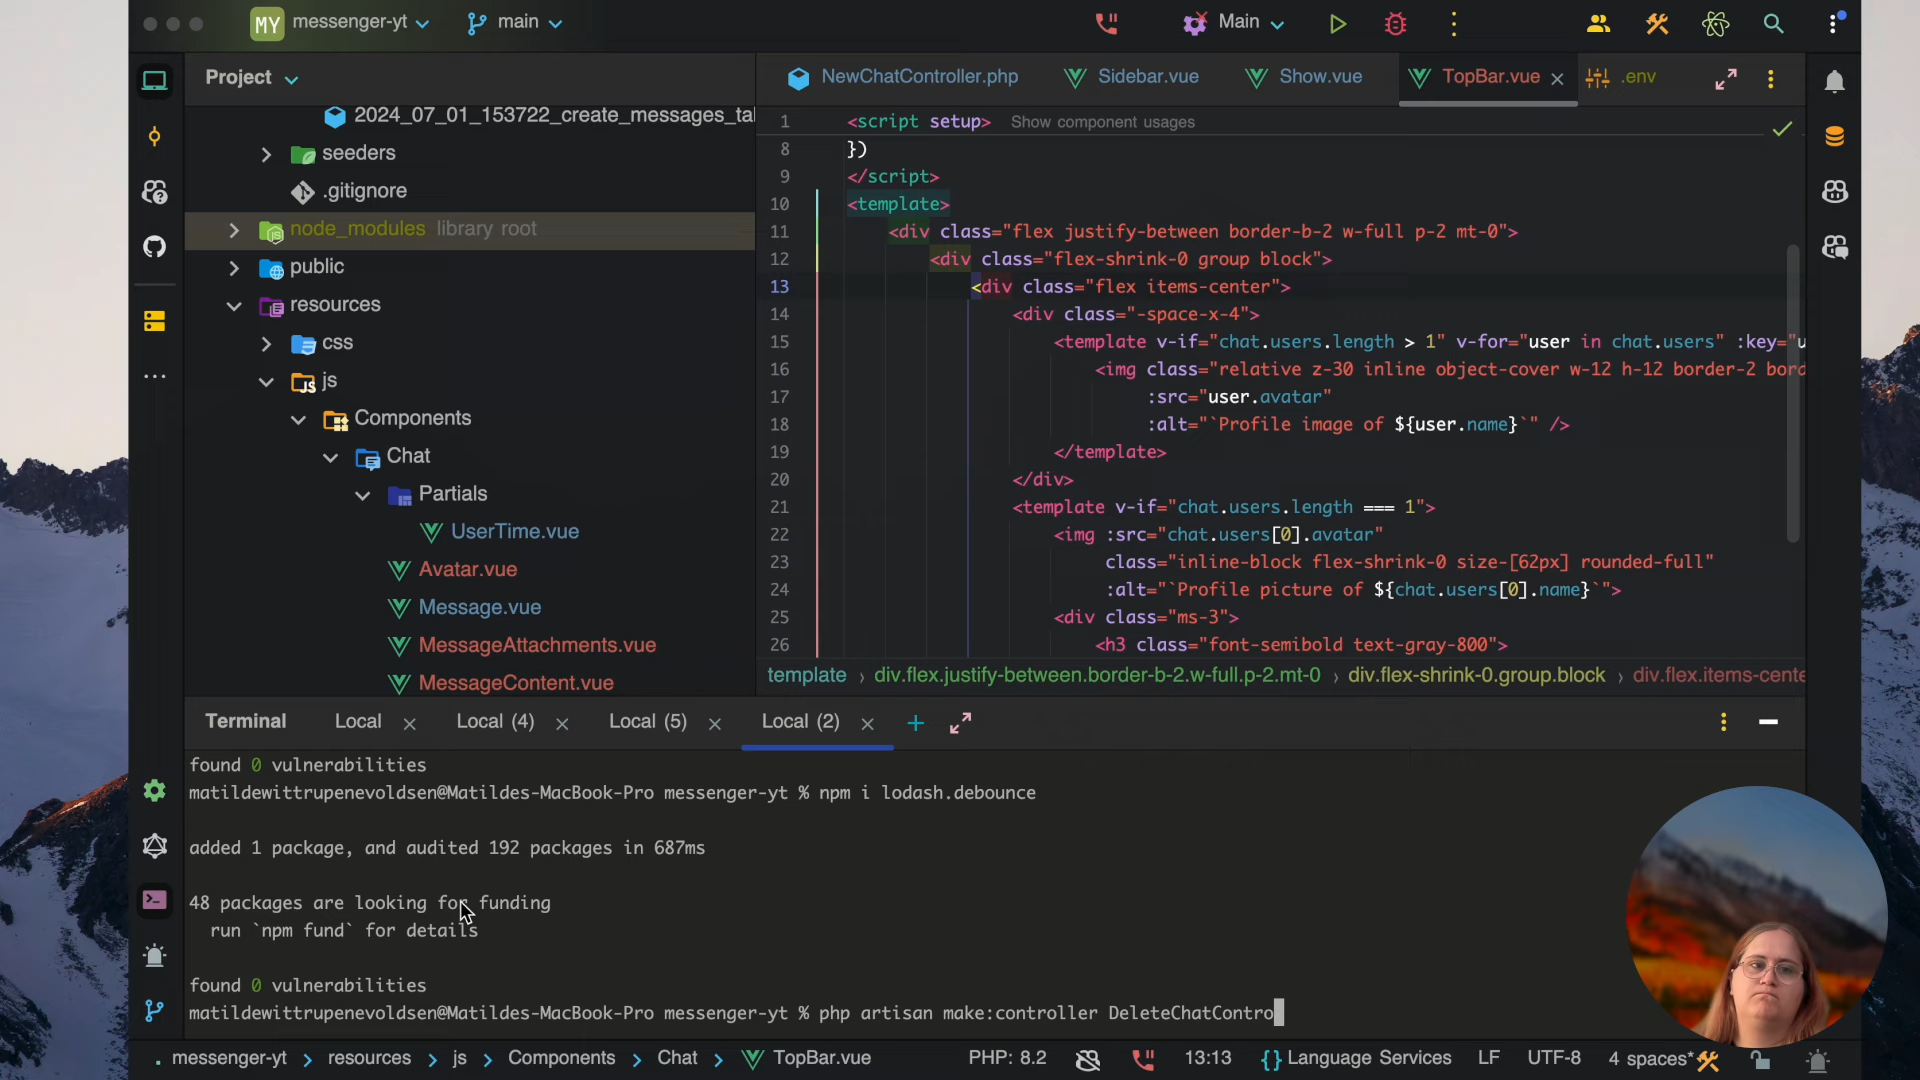 MY messenger-yt main Main
Project
NewChatController.php Sidebar.vue Show.vue TopBar.vue .env
2024_07_01_153722_create_messages_tal
seeders
.gitignore
node_modules library root
public
resources
css
js
Components
Chat
Partials
UserTime.vue
Avatar.vue
Message.vue
MessageAttachments.vue
MessageContent.vue
1 <script setup> Show component usages
8 })
9 </script>
10 <template>
11 <div class="flex justify-between border-b-2 w-full p-2 mt-0">
12 <div class="flex-shrink-0 group block">
13 <div class="flex items-center">
14 <div class="-space-x-4">
15 <template v-if="chat.users.length > 1" v-for="user in chat.users" :key="u
16 <img class="relative z-30 inline object-cover w-12 h-12 border-2 bord
17 :src="user.avatar"
18 :alt="`Profile image of ${user.name}`" />
19 </template>
20 </div>
21 <template v-if="chat.users.length === 1">
22 <img :src="chat.users[0].avatar"
23 class="inline-block flex-shrink-0 size-[62px] rounded-full"
24 :alt="`Profile picture of ${chat.users[0].name}`">
25 <div class="ms-3">
26 <h3 class="font-semibold text-gray-800">
template › div.flex.justify-between.border-b-2.w-full.p-2.mt-0 › div.flex-shrink-0.group.block › div.flex.items-cente
Terminal Local Local (4) Local (5) Local (2)
found 0 vulnerabilities
matildewittrupenevoldsen@Matildes-MacBook-Pro messenger-yt % npm i lodash.debounce
added 1 package, and audited 192 packages in 687ms
48 packages are looking for funding
run `npm fund` for details
found 0 vulnerabilities
matildewittrupenevoldsen@Matildes-MacBook-Pro messenger-yt % php artisan make:controller DeleteChatContro
messenger-yt › resources › js › Components › Chat › TopBar.vue PHP: 8.2 13:13 {} Language Services LF UTF-8 4 spaces*